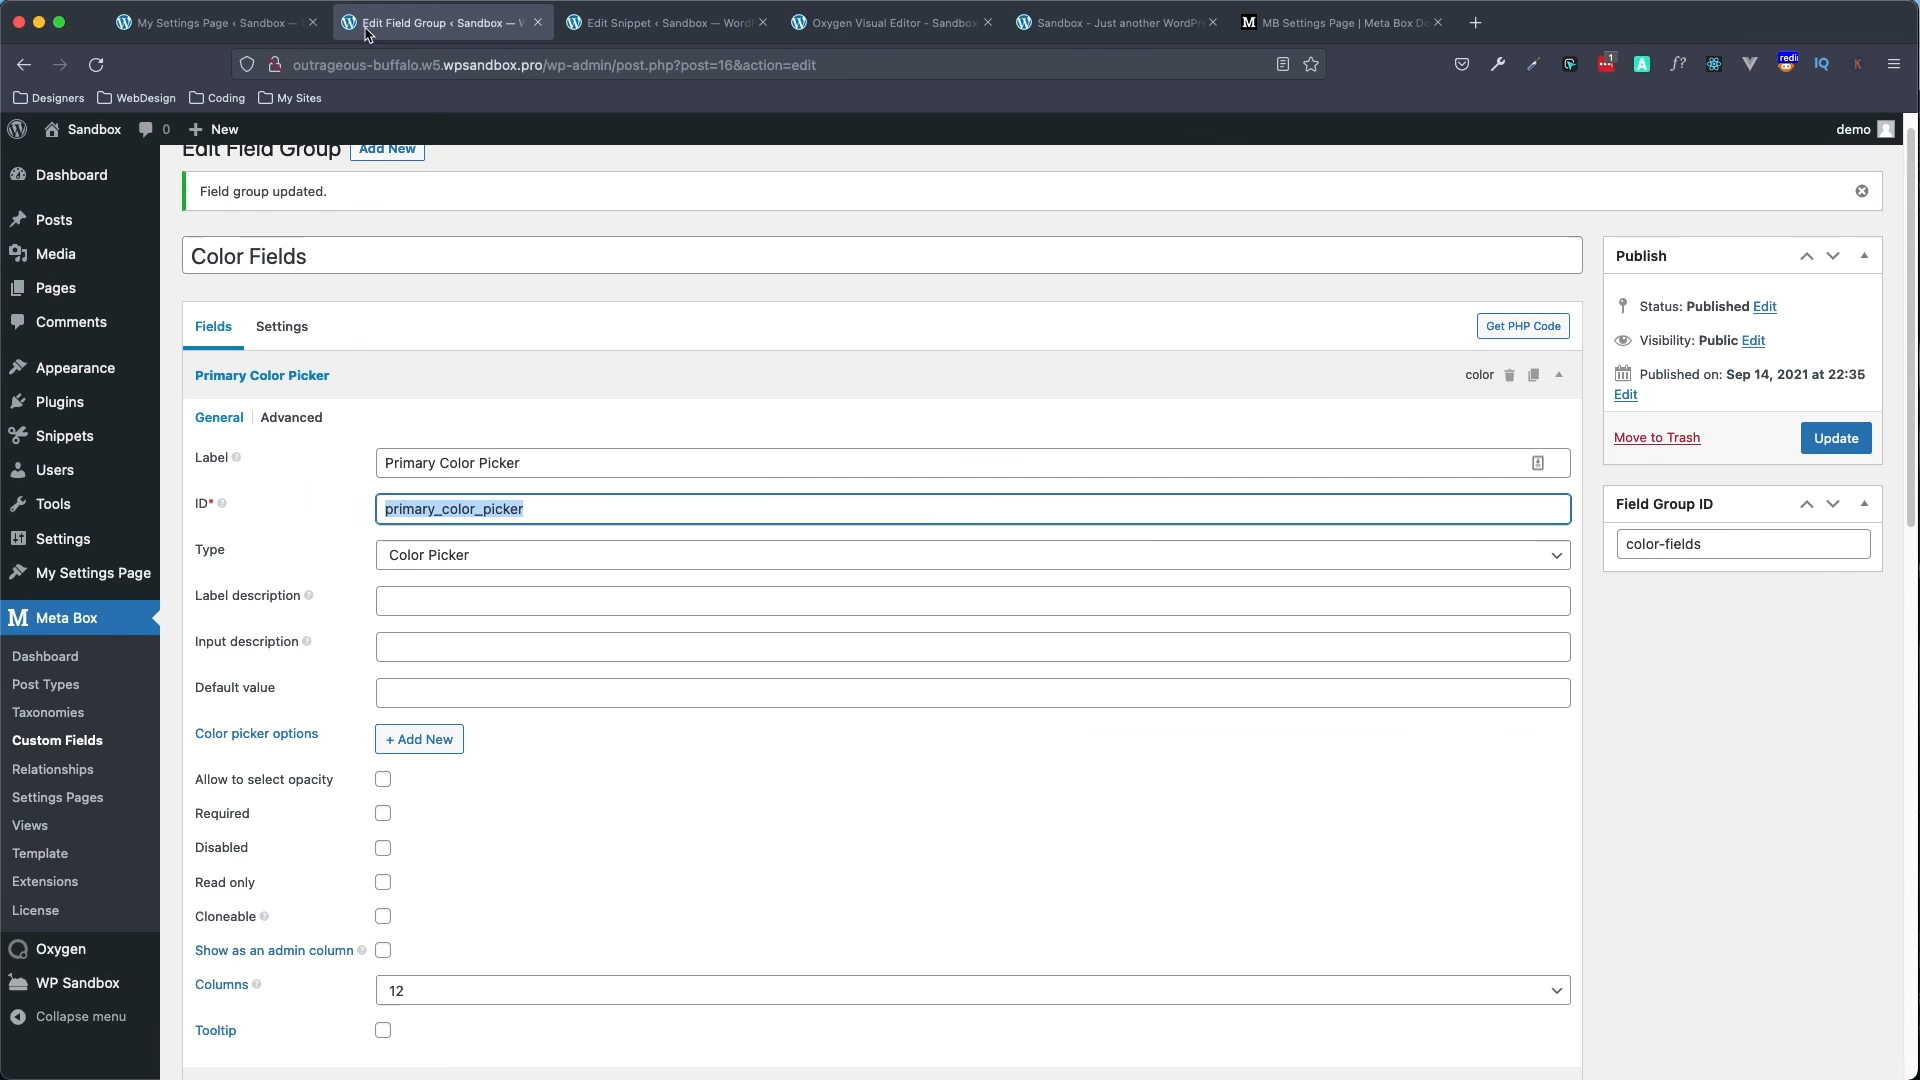 My Settings Page ‹ Sandbox —
Edit Field Group ‹ Sandbox — W
Edit Snippet ‹ Sandbox — WordP
Oxygen Visual Editor - Sandbox
Sandbox - Just another WordPr
M MB Settings Page | Meta Box Do
outrageous-buffalo.w5.wpsandbox.pro/wp-admin/post.php?post=16&action=edit
1
A
f?
redi
IQ
K
Designers
WebDesign
Coding
My Sites
Sandbox
0
New
demo
Edit Field Group
Add New
Field group updated.
Color Fields
Fields
Settings
Get PHP Code
Primary Color Picker
color
General
Advanced
Label
Primary Color Picker
ID*
primary_color_picker
Type
Color Picker
Label description
Input description
Default value
Color picker options
+ Add New
Allow to select opacity
Required
Disabled
Read only
Cloneable
Show as an admin column
Columns
12
Tooltip
Publish
Status: Published Edit
Visibility: Public Edit
Published on: Sep 14, 2021 at 22:35
Edit
Move to Trash
Update
Field Group ID
color-fields
Dashboard
Posts
Media
Pages
Comments
Appearance
Plugins
Snippets
Users
Tools
Settings
My Settings Page
M Meta Box
Dashboard
Post Types
Taxonomies
Custom Fields
Relationships
Settings Pages
Views
Template
Extensions
License
Oxygen
WP Sandbox
Collapse menu